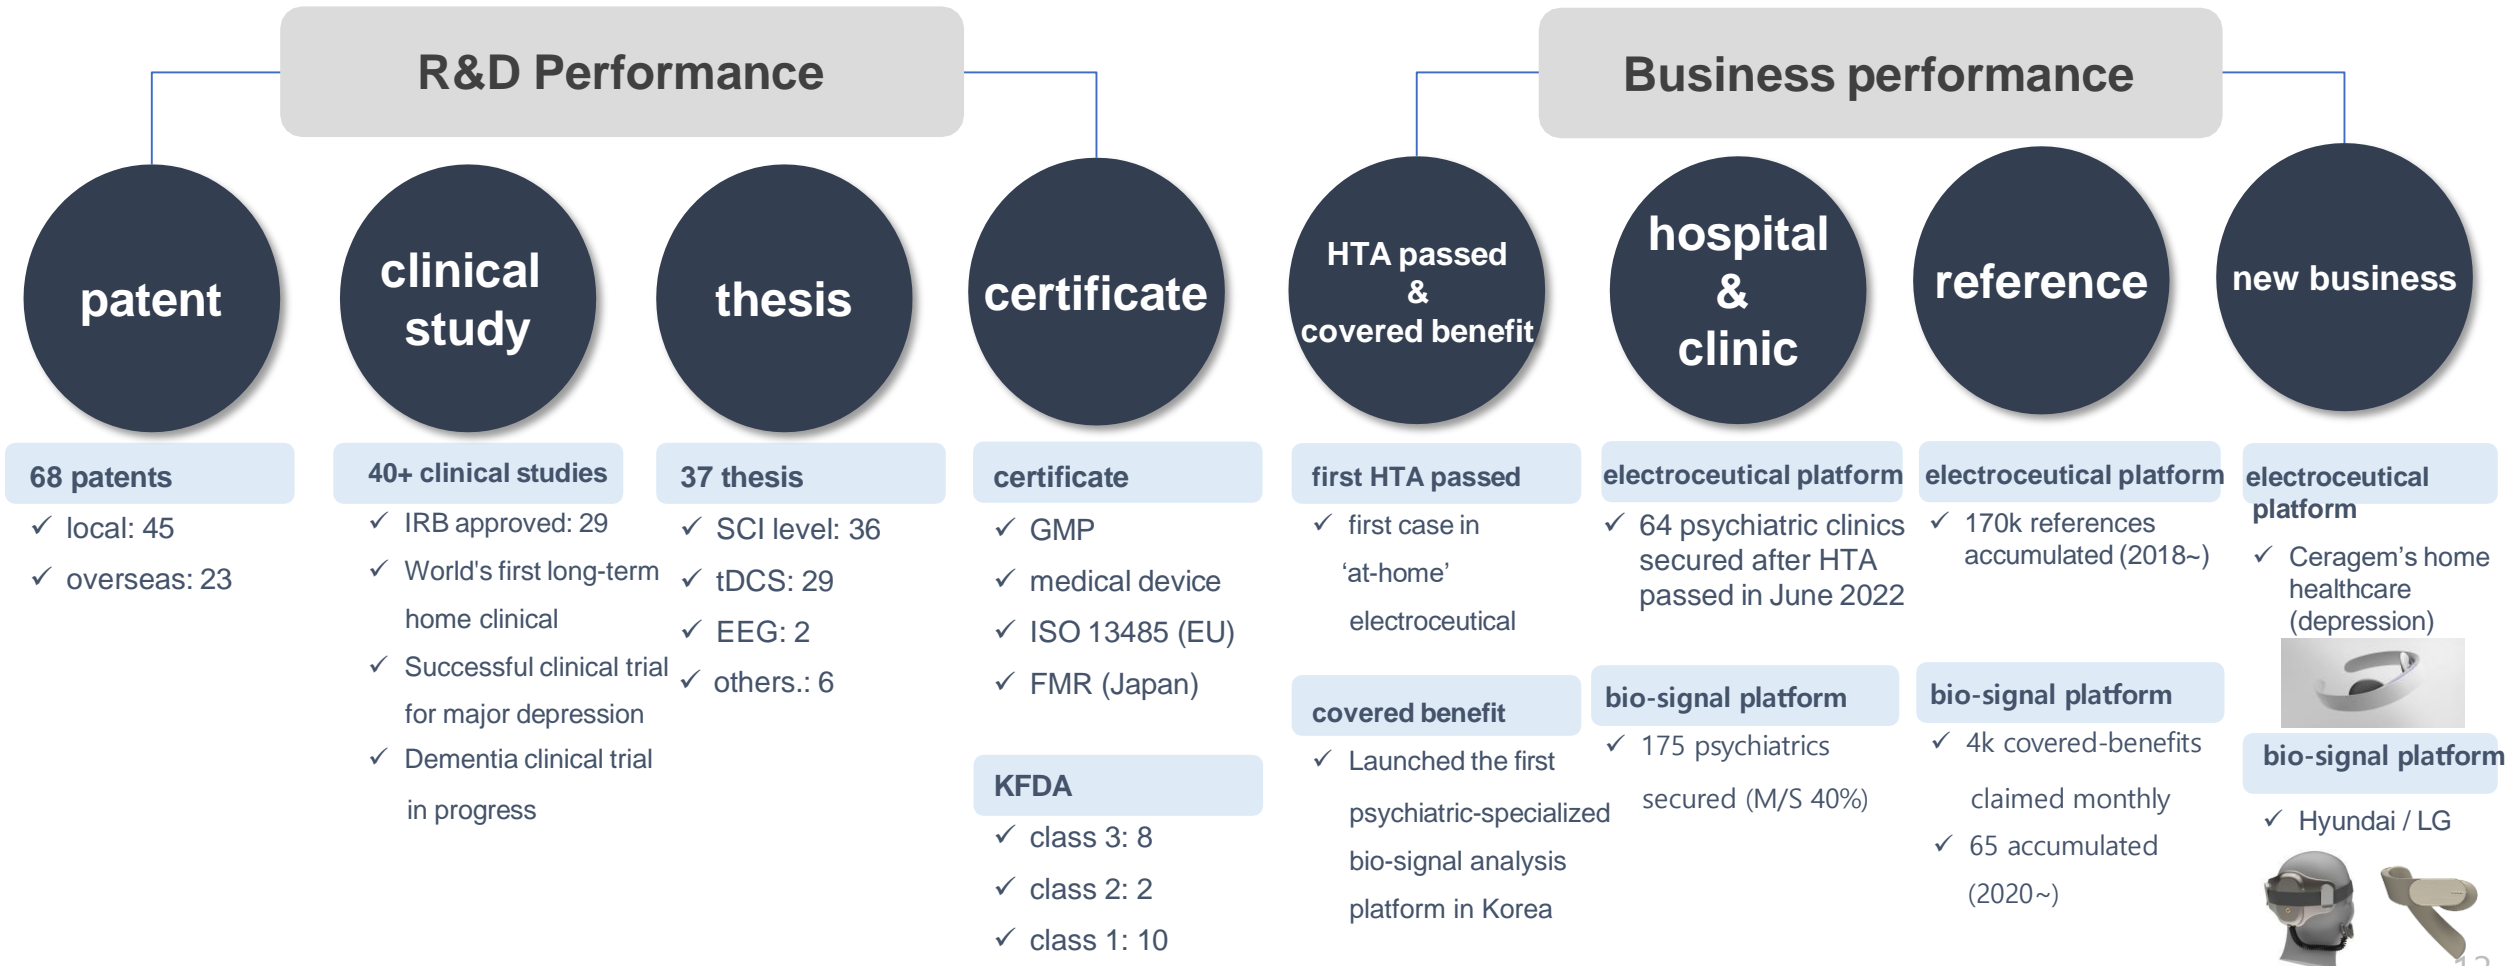 R&D Performance
Business performance
patent
clinical
study
thesis
certificate
HTA passed
&
covered benefit
hospital
&
clinic
reference
new business
68 patents
✓ local: 45
✓ overseas: 23
40+ clinical studies
✓ IRB approved: 29
✓ World's first long-term
home clinical
✓ Successful clinical trial
for major depression
✓ Dementia clinical trial
in progress
37 thesis
✓ SCI level: 36
✓ tDCS: 29
✓ EEG: 2
✓ others.: 6
certificate
✓ GMP
✓ medical device
✓ ISO 13485 (EU)
✓ FMR (Japan)
KFDA
✓ class 3: 8
✓ class 2: 2
✓ class 1: 10
first HTA passed
✓ first case in
‘at-home’
electroceutical
covered benefit
✓ Launched the first
psychiatric-specialized
bio-signal analysis
platform in Korea
electroceutical platform
✓ 64 psychiatric clinics
secured after HTA
passed in June 2022
bio-signal platform
✓ 175 psychiatrics
secured (M/S 40%)
electroceutical platform
✓ 170k references
accumulated (2018~)
bio-signal platform
✓ 4k covered-benefits
claimed monthly
✓ 65 accumulated
(2020~)
electroceutical
platform
✓ Ceragem’s home
healthcare
(depression)
bio-signal platform
✓ Hyundai / LG